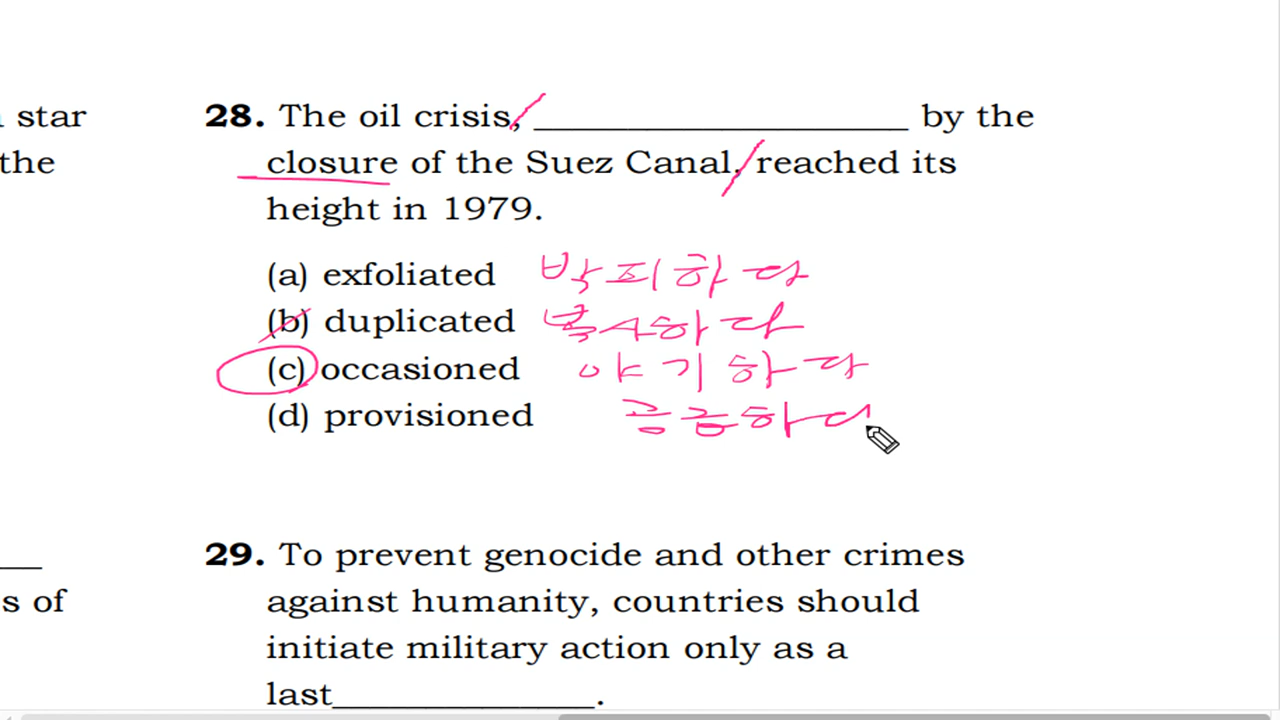 star
the
28. The oil crisis, ____________________ by the
closure of the Suez Canal, reached its
height in 1979.
(a) exfoliated 박피하다
(b) duplicated 복사하다
(c) occasioned 야기하다
(d) provisioned 공급하다
29. To prevent genocide and other crimes
s of
against humanity, countries should
initiate military action only as a
last______________.